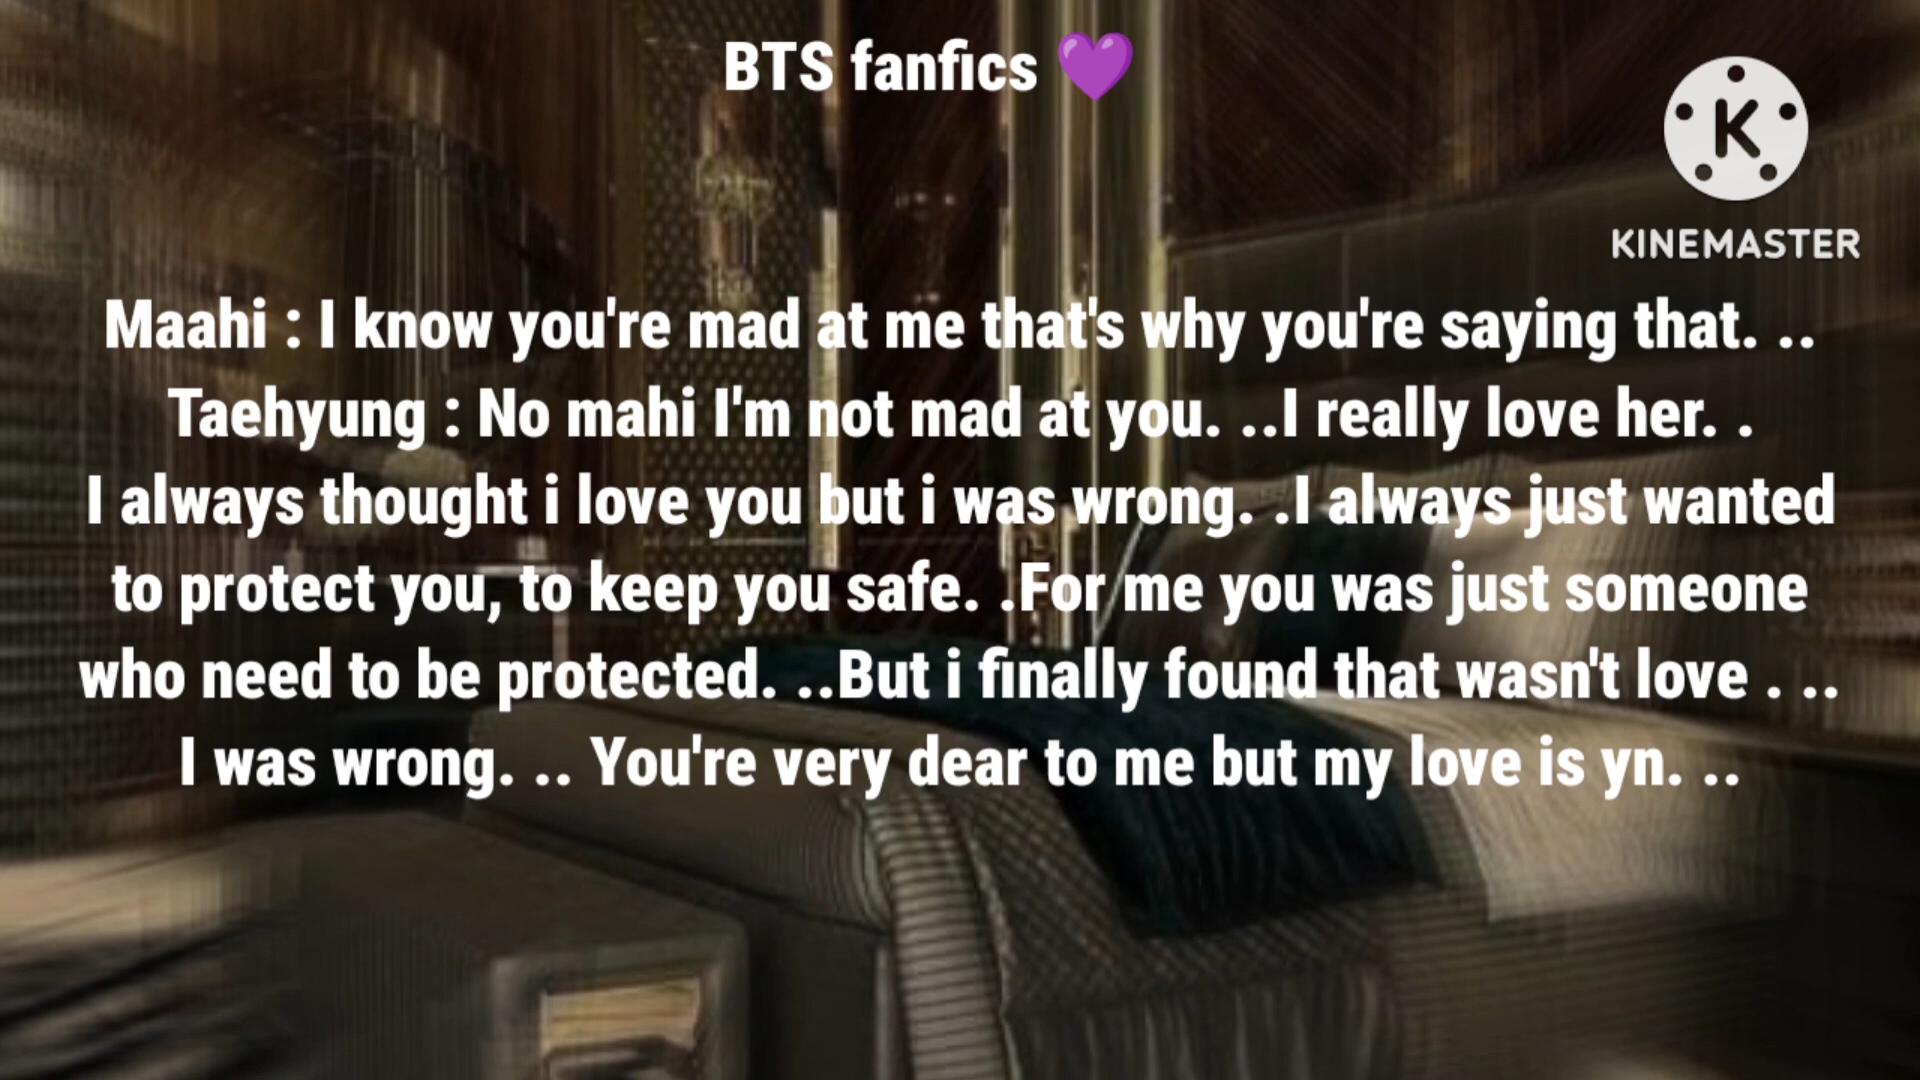 BTS fanfics 💜
K
KINEMASTER
Maahi : I know you're mad at me that's why you're saying that. ..
Taehyung : No mahi I'm not mad at you. ..I really love her. .
I always thought i love you but i was wrong. .I always just wanted
to protect you, to keep you safe. .For me you was just someone
who need to be protected. ..But i finally found that wasn't love . ..
I was wrong. .. You're very dear to me but my love is yn. ..